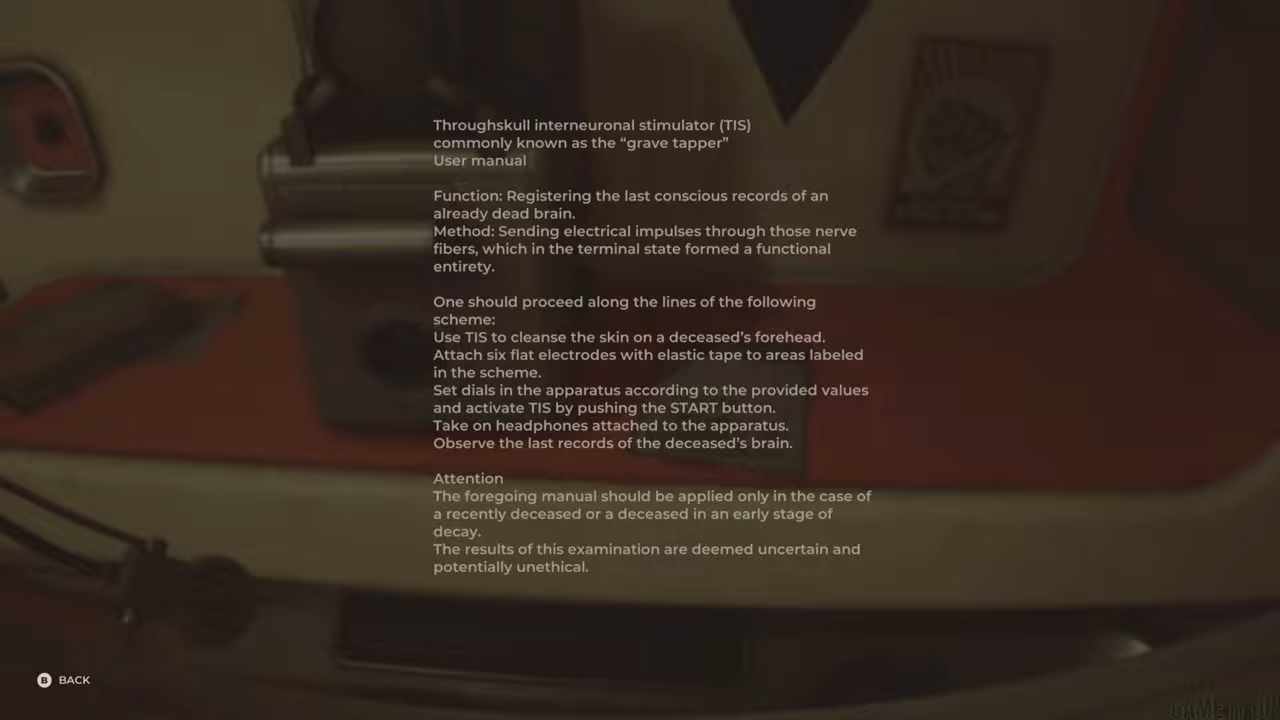 Throughskull interneuronal stimulator (TIS)
commonly known as the “grave tapper”
User manual
Function: Registering the last conscious records of an
already dead brain.
Method: Sending electrical impulses through those nerve
fibers, which in the terminal state formed a functional
entirety.
One should proceed along the lines of the following
scheme:
Use TIS to cleanse the skin on a deceased’s forehead.
Attach six flat electrodes with elastic tape to areas labeled
in the scheme.
Set dials in the apparatus according to the provided values
and activate TIS by pushing the START button.
Take on headphones attached to the apparatus.
Observe the last records of the deceased’s brain.
Attention
The foregoing manual should be applied only in the case of
a recently deceased or a deceased in an early stage of
decay.
The results of this examination are deemed uncertain and
potentially unethical.
B BACK